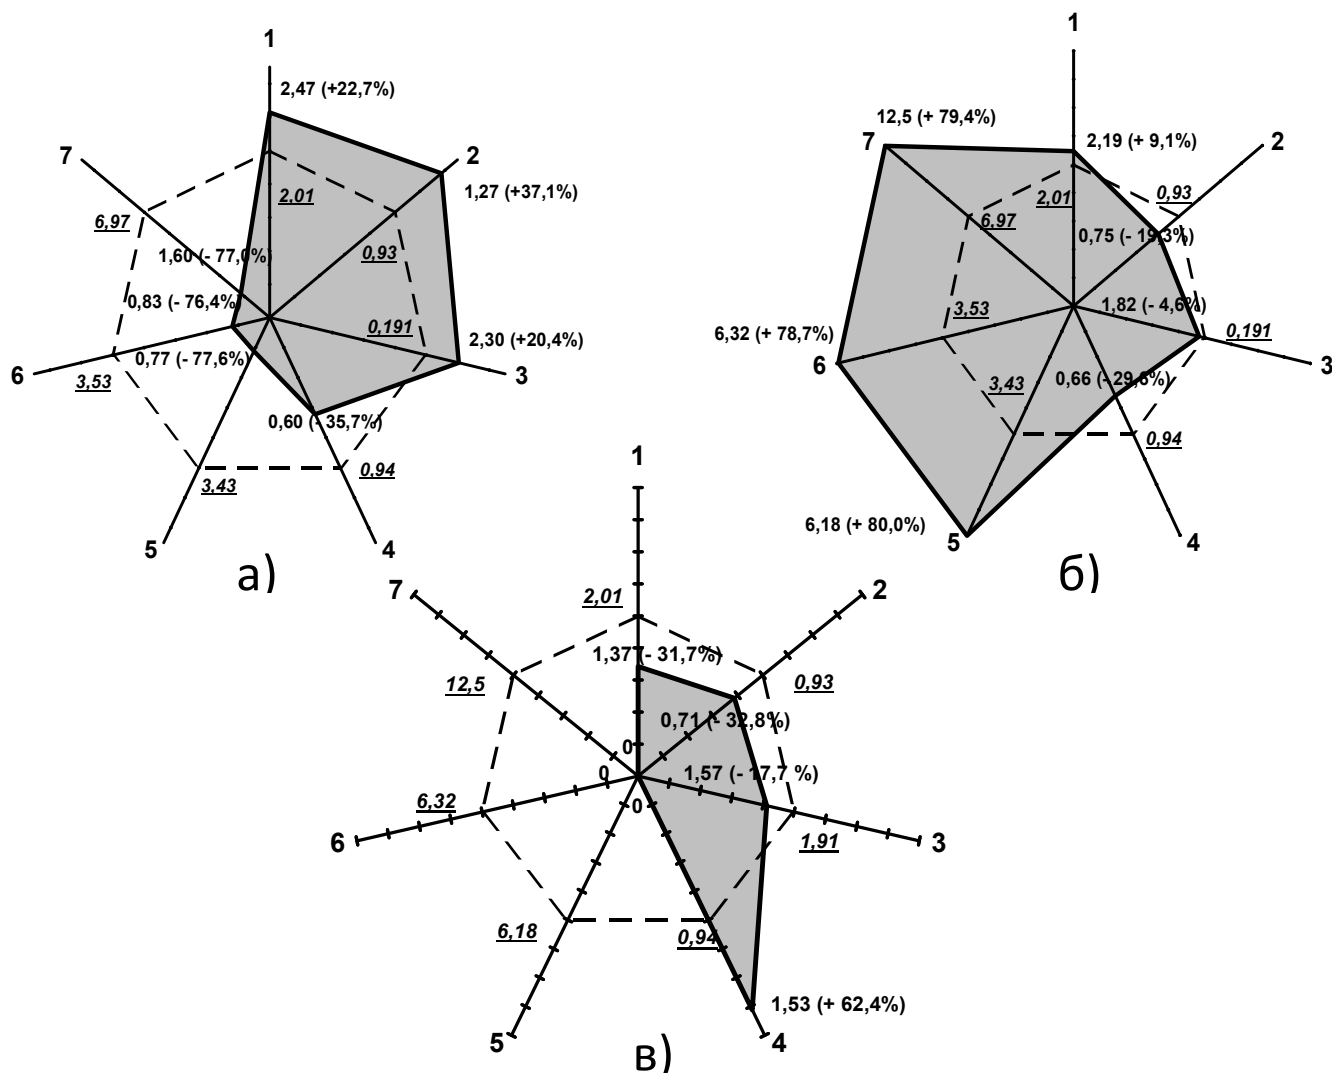 1
2,47 (+22,7%)
7
2
1,27 (+37,1%)
2,01
6,97
1,60 (- 77,0%)
0,93
0,83 (- 76,4%)
0,191
2,30 (+20,4%)
0,77 (- 77,6%)
6
3,53
3
0,60 (- 35,7%)
0,94
3,43
5
4
а)
1
12,5 (+ 79,4%)
7
2,19 (+ 9,1%)
2
0,93
2,01
6,97
0,75 (- 19,3%)
3,53
1,82 (- 4,6%)
6,32 (+ 78,7%)
0,191
6
3
3,43
0,66 (- 29,8%)
0,94
6,18 (+ 80,0%)
5
4
б)
1
7
2
2,01
1,37 (- 31,7%)
12,5
0,93
0,71 (- 32,8%)
0
0
1,57 (- 17,7 %)
6,32
0
6
1,91
3
6,18
0,94
1,53 (+ 62,4%)
5
4
в)